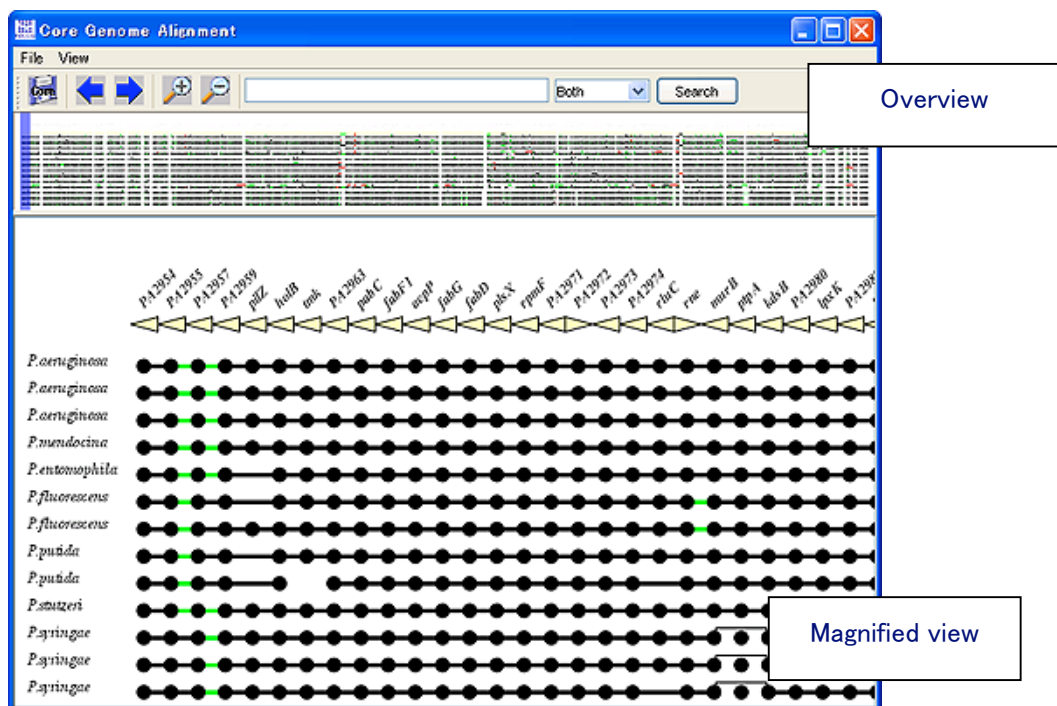 Core Genome Alignment
File View
Core
Both Search
Overview
PA2954 PA2955 PA2957 PA2959 pilZ holB tmk PA2963 pabC fabF1 acpP fabG fabD plsX rpmF PA2971 PA2972 PA2973 PA2974 rluC rne murB ptpA kdsB PA2980 lpxK
P.aeruginosa
P.aeruginosa
P.aeruginosa
P.mendocina
P.entomophila
P.fluorescens
P.fluorescens
P.putida
P.putida
P.stutzeri
P.syringae
P.syringae
P.syringae
Magnified view